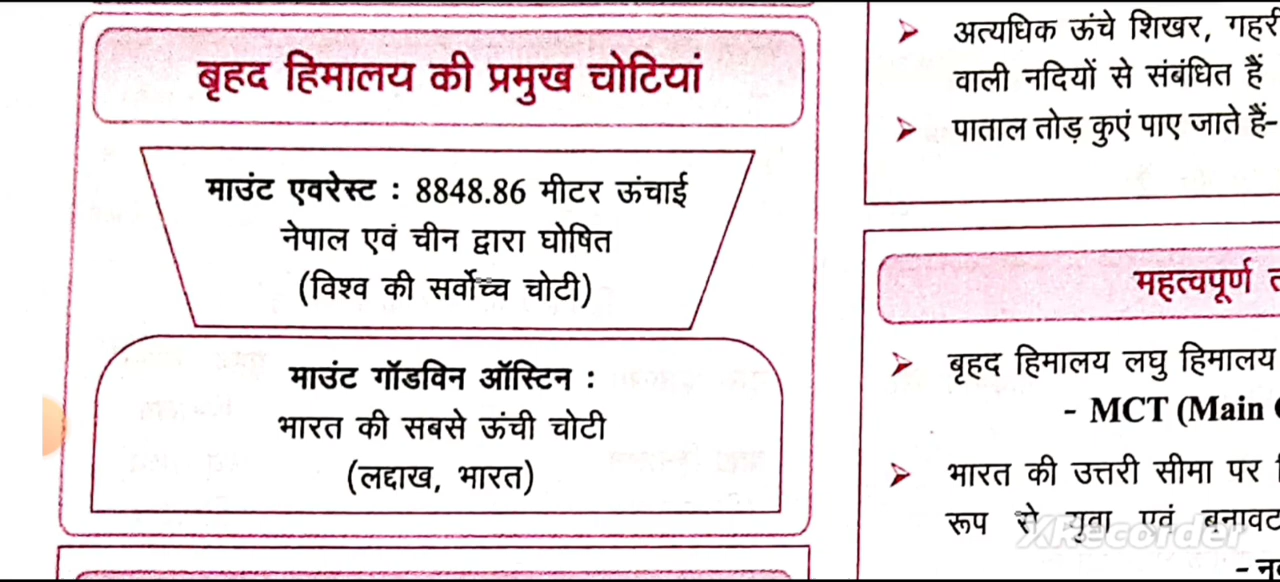 बृहद हिमालय की प्रमुख चोटियां
माउंट एवरेस्ट : 8848.86 मीटर ऊंचाई
नेपाल एवं चीन द्वारा घोषित
(विश्व की सर्वोच्च चोटी)
माउंट गॉडविन ऑस्टिन :
भारत की सबसे ऊंची चोटी
(लद्दाख, भारत)
अत्यधिक ऊंचे शिखर, गहरी
वाली नदियों से संबंधित हैं
पाताल तोड़ कुएं पाए जाते हैं-
महत्वपूर्ण
बृहद हिमालय लघु हिमालय
- MCT (Main
भारत की उत्तरी सीमा पर
रूप से युवा एवं बनावट
XRecorder